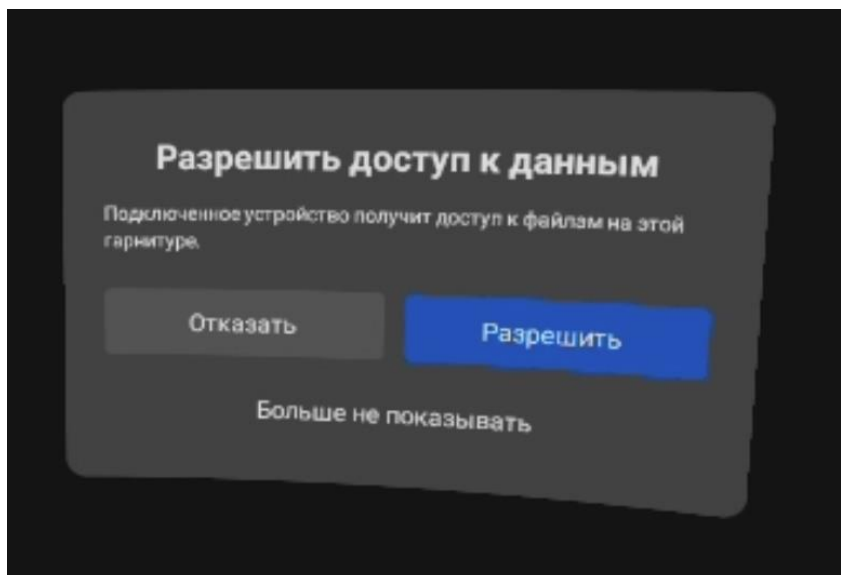 Разрешить доступ к данным
Подключенное устройство получит доступ к файлам на этой
гарнитуре.
Отказать
Разрешить
Больше не показывать